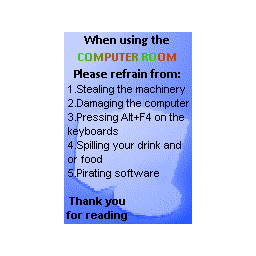 When using the
COMPUTER ROOM
Please refrain from:
1.Stealing the machinery
2.Damaging the computer
3.Pressing Alt+F4 on the
keyboards
4.Spilling your drink and
or food
5.Pirating software
Thank you
for reading